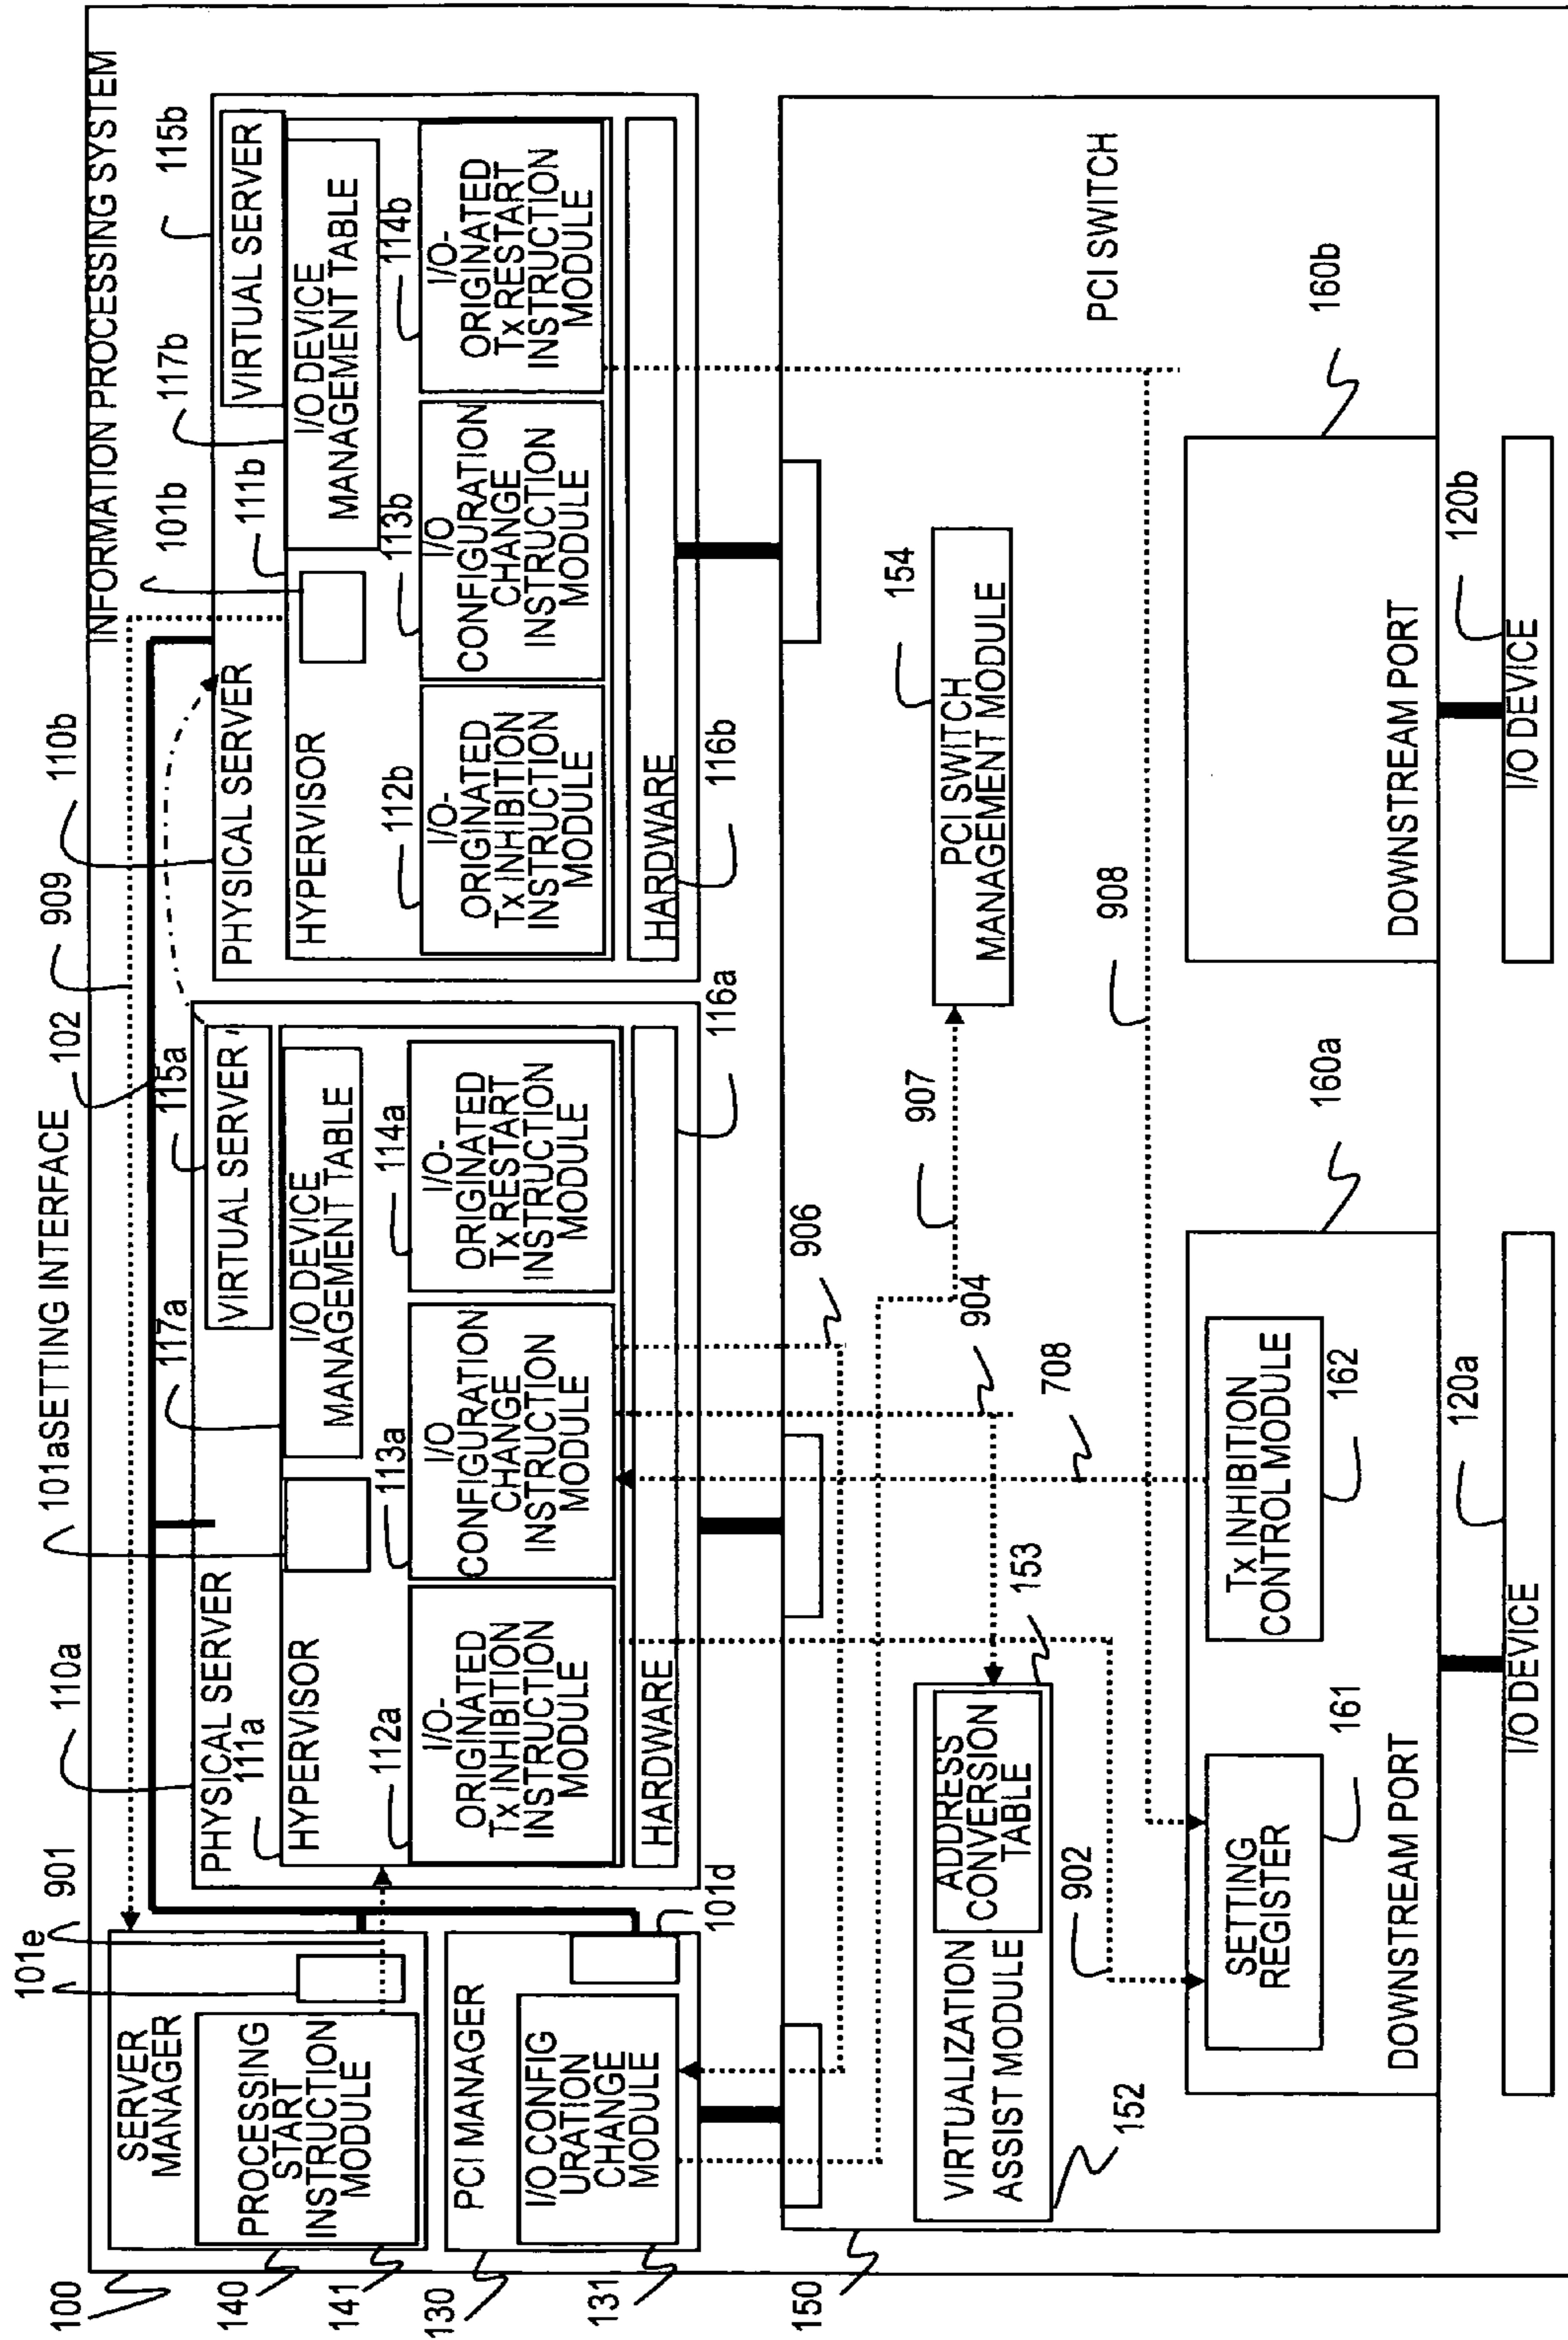 INFORMATION PROCESSING SYSTEM
100
140
141
130
131
150
SERVER
MANAGER
PROCESSING
START
INSTRUCTION
MODULE
101e
901
PCI MANAGER
I/O CONFIG
URATION
CHANGE
MODULE
101d
110a
PHYSICAL SERVER
111a
HYPERVISOR
101aSETTING INTERFACE
102
909
117a
115a
VIRTUAL SERVER
I/O DEVICE
MANAGEMENT TABLE
112a
I/O-
ORIGINATED
Tx INHIBITION
INSTRUCTION
MODULE
113a
I/O
CONFIGURATION
CHANGE
INSTRUCTION
MODULE
114a
I/O-
ORIGINATED
Tx RESTART
INSTRUCTION
MODULE
HARDWARE
116a
110b
PHYSICAL SERVER
HYPERVISOR
101b
111b
117b
115b
VIRTUAL SERVER
I/O DEVICE
MANAGEMENT TABLE
112b
I/O-
ORIGINATED
Tx INHIBITION
INSTRUCTION
MODULE
113b
I/O
CONFIGURATION
CHANGE
INSTRUCTION
MODULE
114b
I/O-
ORIGINATED
Tx RESTART
INSTRUCTION
MODULE
HARDWARE
116b
PCI SWITCH
906
904
907
708
902
908
VIRTUALIZATION
ASSIST MODULE
152
ADDRESS
CONVERSION
TABLE
153
154
PCI SWITCH
MANAGEMENT MODULE
SETTING
REGISTER
161
Tx INHIBITION
CONTROL MODULE
162
DOWNSTREAM PORT
160a
DOWNSTREAM PORT
160b
I/O DEVICE
120a
I/O DEVICE
120b